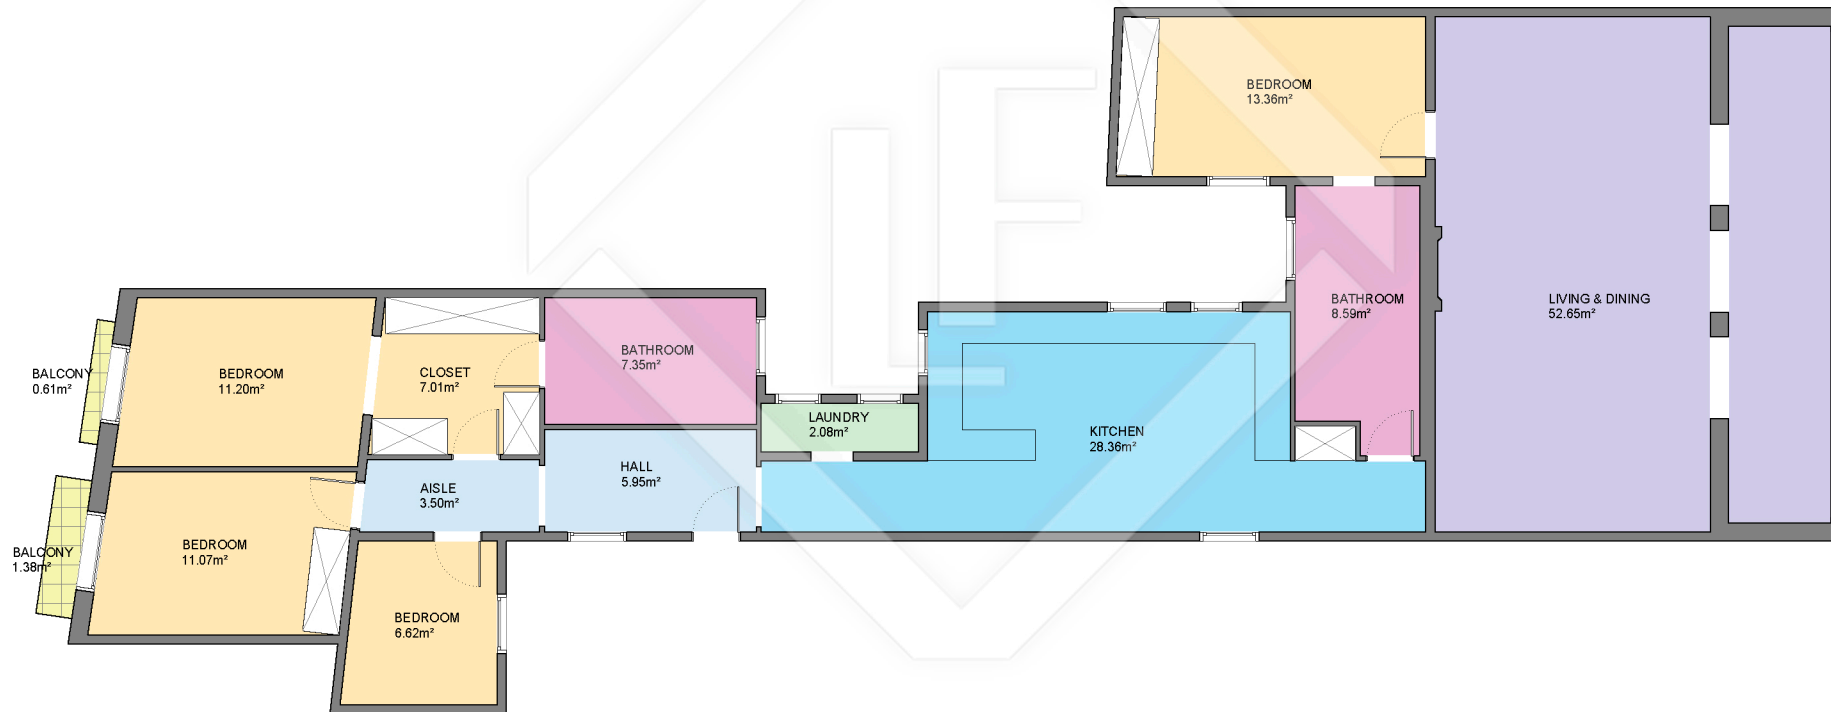 BEDROOM
13.36m²
LIVING & DINING
52.65m²
BATHROOM
8.59m²
BATHROOM
7.35m²
BALCONY
0.61m²
BEDROOM
11.20m²
CLOSET
7.01m²
LAUNDRY
2.08m²
KITCHEN
28.36m²
HALL
5.95m²
AISLE
3.50m²
BALCONY
1.38m²
BEDROOM
11.07m²
BEDROOM
6.62m²